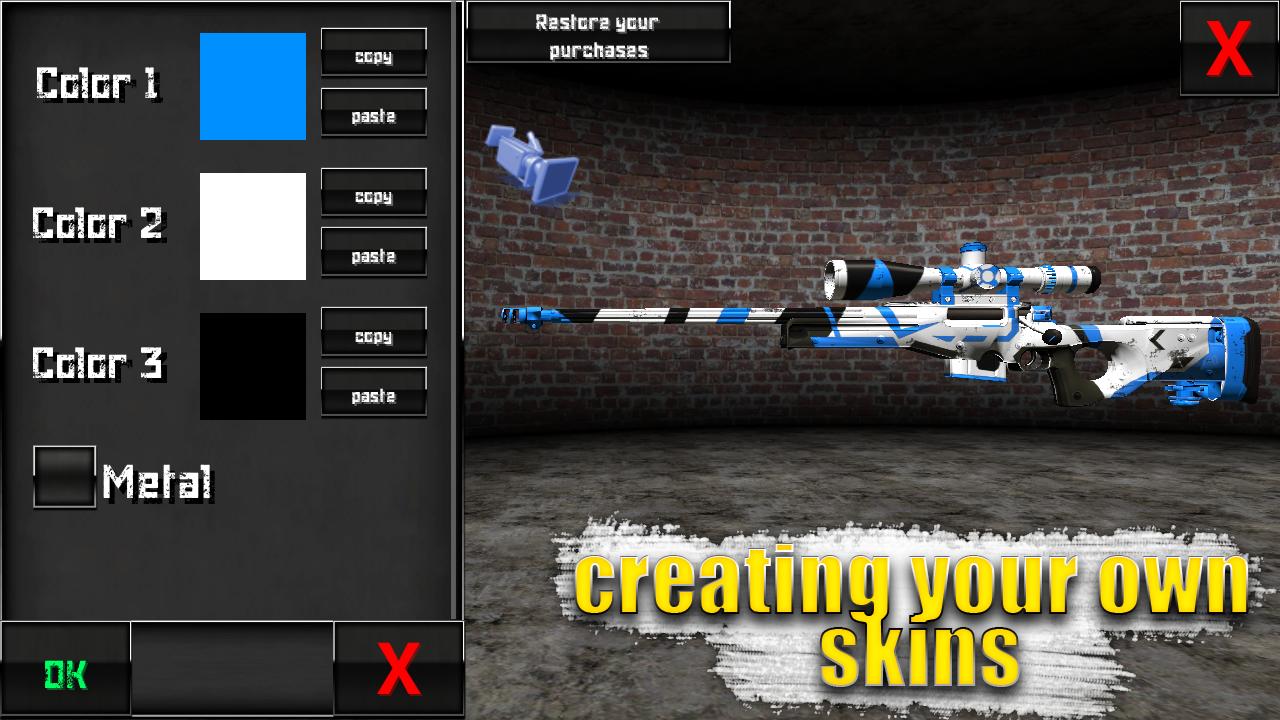 Color 1
copy
paste
Color 2
copy
paste
Color 3
copy
paste
Metal
OK
X
Restore your
purchases
X
creating your own
skins